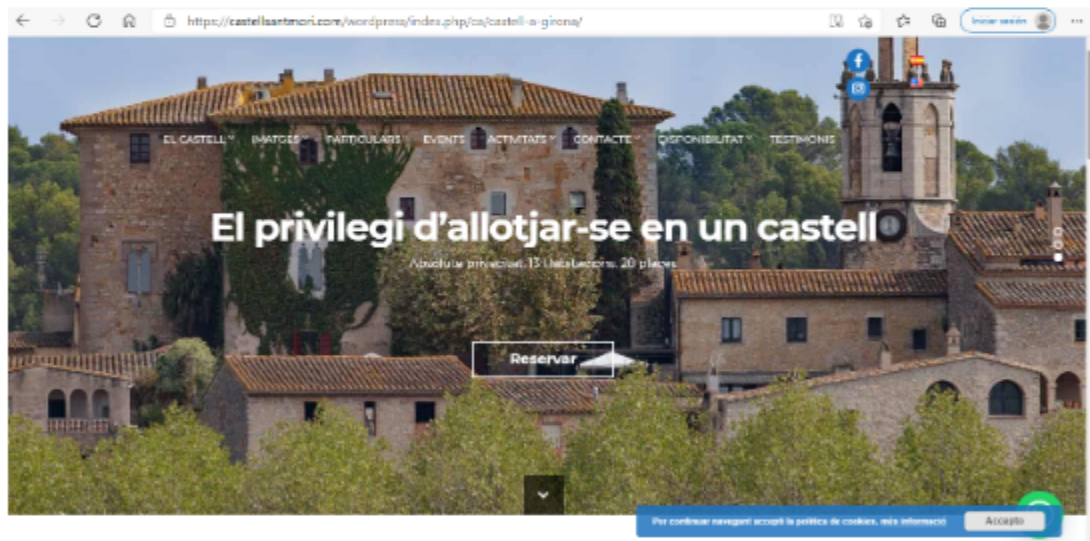 https://castellsantmori.com/wordpress/index.php/ca/castell-a-girona/
Iniciar sesión
EL CASTELL IMATGES PARTICULARS EVENTS ACTIVITATS CONTACTE DISPONIBILITAT TESTIMONIS
El privilegi d'allotjar-se en un castell
Absoluta privacitat. 13 habitacions. 20 places
Reservar
Per continuar navegant accepti la política de cookies, més informació
Accepto